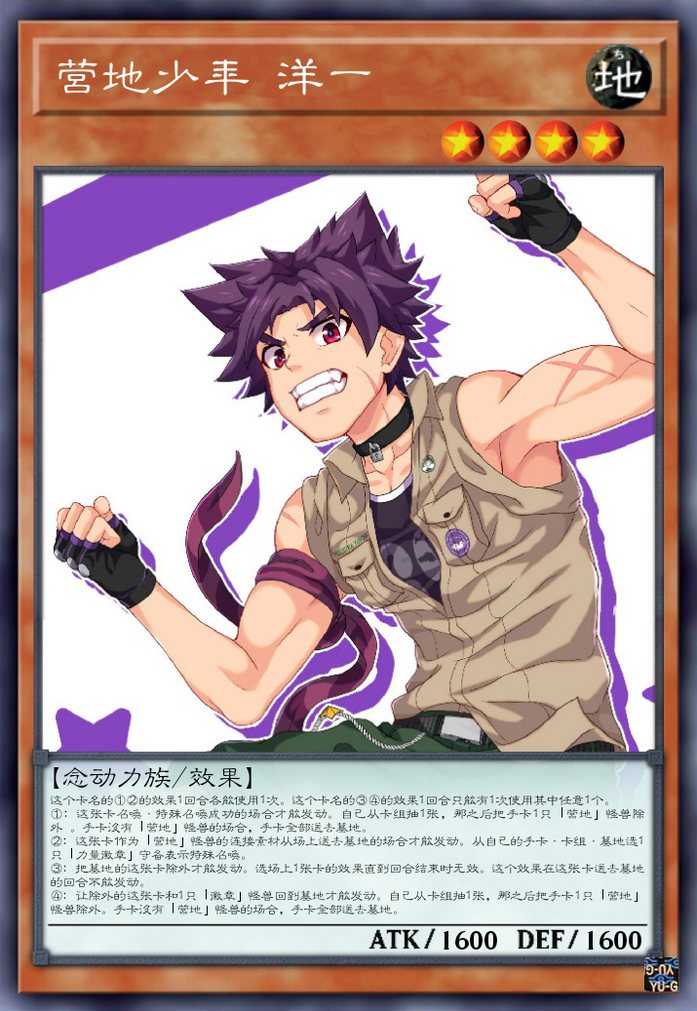 营地少年 洋一
ち
地
【念动力族/效果】
这个卡名的①②的效果1回合各能使用1次。这个卡名的③④的效果1回合只能有1次使用其中任意1个。
①：这张卡召唤·特殊召唤成功的场合才能发动。自己从卡组抽1张，那之后把手卡1只「营地」怪兽除
外 。手卡没有「营地」怪兽的场合，手卡全部送去墓地。
②：这张卡作为「营地」怪兽的连接素材从场上送去墓地的场合才能发动。从自己的手卡·卡组·墓地选1
只「力量徽章」守备表示特殊召唤。
③：把墓地的这张卡除外才能发动。选场上1张卡的效果直到回合结束时无效。这个效果在这张卡送去墓地
的回合不能发动。
④：让除外的这张卡和1只「徽章」怪兽回到墓地才能发动。自己从卡组抽1张，那之后把手卡1只「营地」
怪兽除外。手卡没有「营地」怪兽的场合，手卡全部送去墓地。
ATK/1600 DEF/1600
YU-G